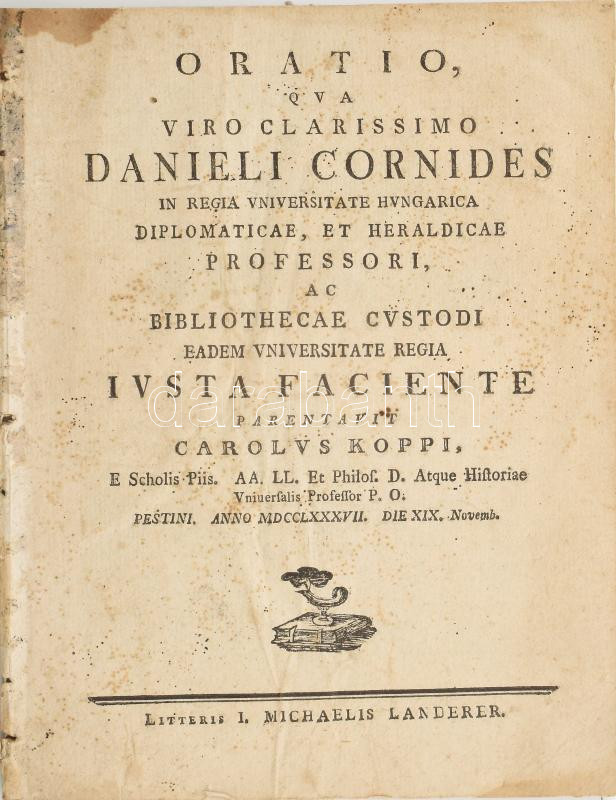 ORATIO,
QVA
VIRO CLARISSIMO
DANIELI CORNIDES
IN REGIA VNIVERSITATE HVNGARICA
DIPLOMATICAE, ET HERALDICAE
PROFESSORI,
AC
BIBLIOTHECAE CVSTODI
EADEM VNIVERSITATE REGIA
IVSTA FACIENTE
PARENTAVIT
darabanth
CAROLVS KOPPI,
E Scholis Piis. AA. LL. Et Philoſ. D. Atque Hiſtoriae
Vniuerſalis Profeſſor P. O.
PESTINI. ANNO MDCCLXXXVII. DIE XIX. Novemb.
LITTERIS I. MICHAELIS LANDERER.